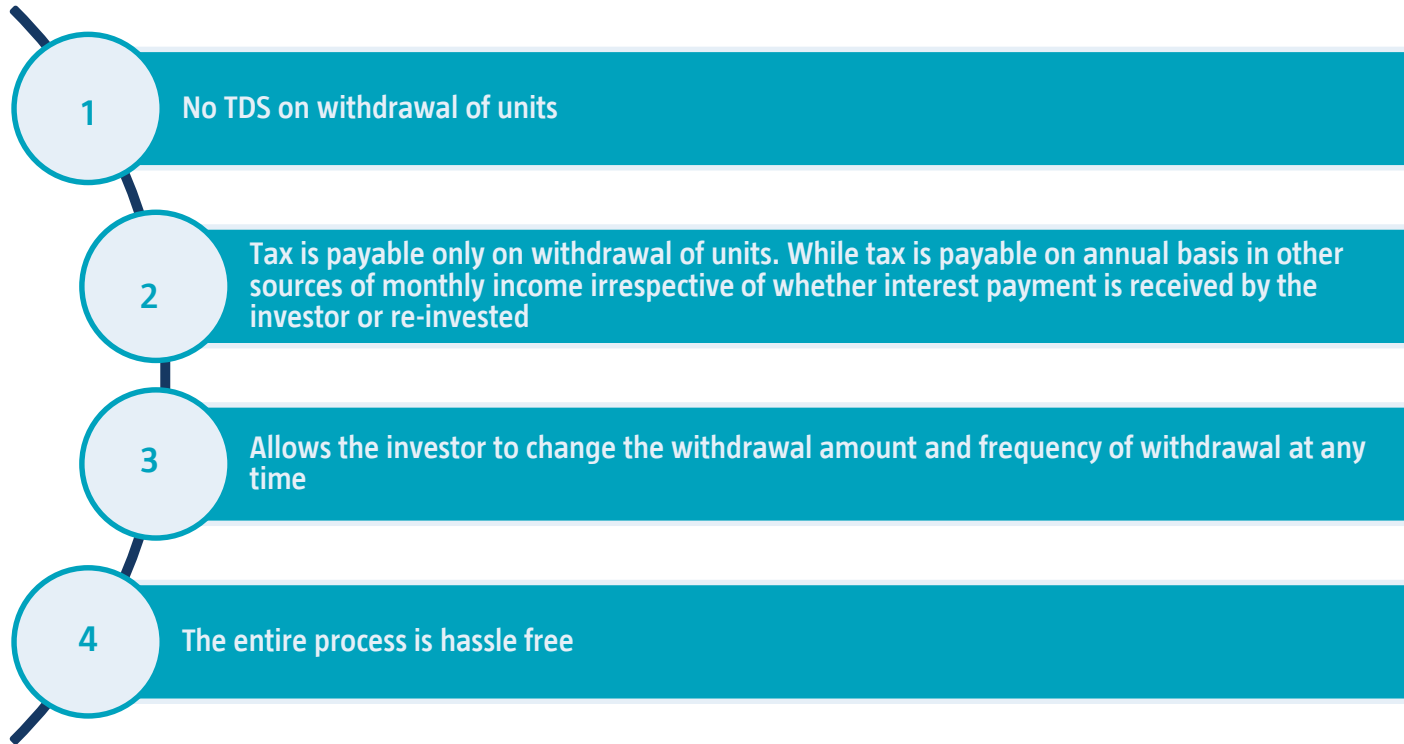 1
No TDS on withdrawal of units
2
Tax is payable only on withdrawal of units. While tax is payable on annual basis in other
sources of monthly income irrespective of whether interest payment is received by the
investor or re-invested
3
Allows the investor to change the withdrawal amount and frequency of withdrawal at any
time
4
The entire process is hassle free